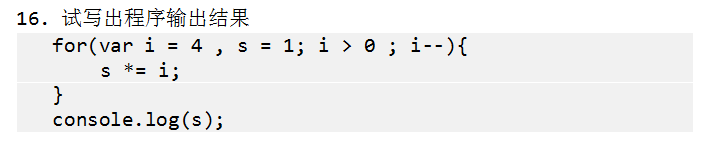 16. 试写出程序输出结果
for(var i = 4 , s = 1; i > 0 ; i--){
    s *= i;
}
console.log(s);